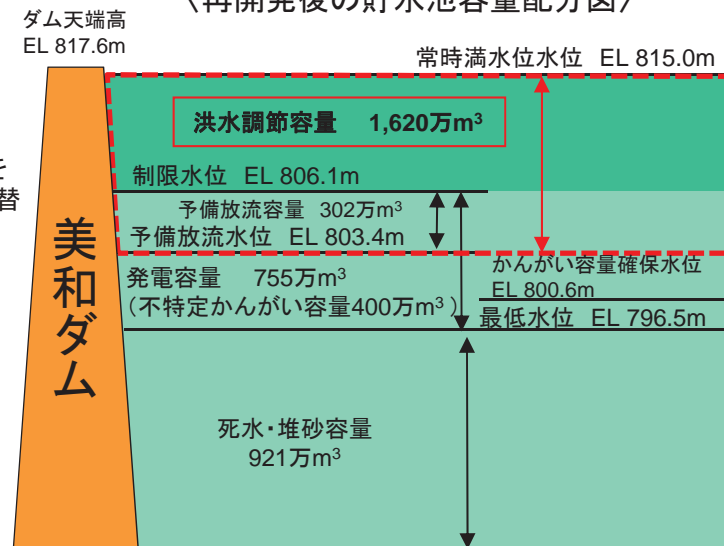 〈再開発後の貯水池容量配分図〉
ダム天端高
EL 817.6m
常時満水位水位 EL 815.0m
洪水調節容量 1,620万m³
を
替
制限水位 EL 806.1m
予備放流容量 302万m³
予備放流水位 EL 803.4m
美和ダム
発電容量 755万m³
(不特定かんがい容量400万m³)
かんがい容量確保水位
EL 800.6m
最低水位 EL 796.5m
死水・堆砂容量
921万m³